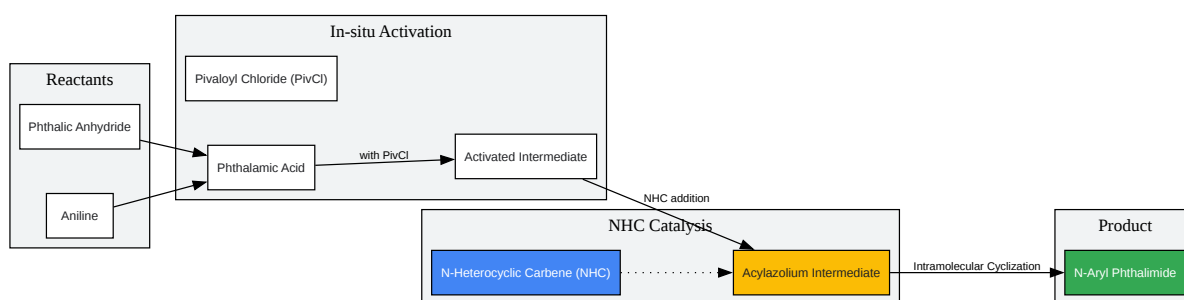 In-situ Activation
Pivaloyl Chloride (PivCl)
Reactants
Phthalic Anhydride
Phthalamic Acid
with PivCl
Activated Intermediate
Aniline
NHC addition
NHC Catalysis
N-Heterocyclic Carbene (NHC)
Acylazolium Intermediate
Intramolecular Cyclization
Product
N-Aryl Phthalimide